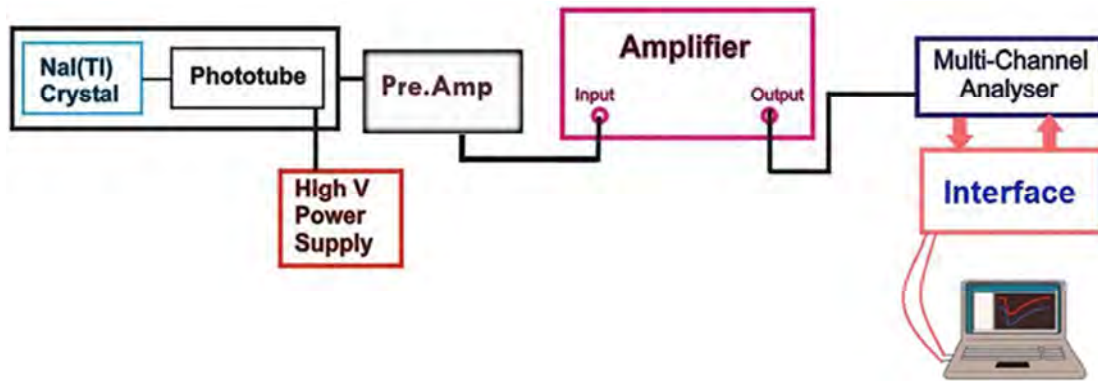 NaI(Tl)
Crystal
Phototube
Pre.Amp
Amplifier
Input
Output
Multi-Channel
Analyser
High V
Power
Supply
Interface